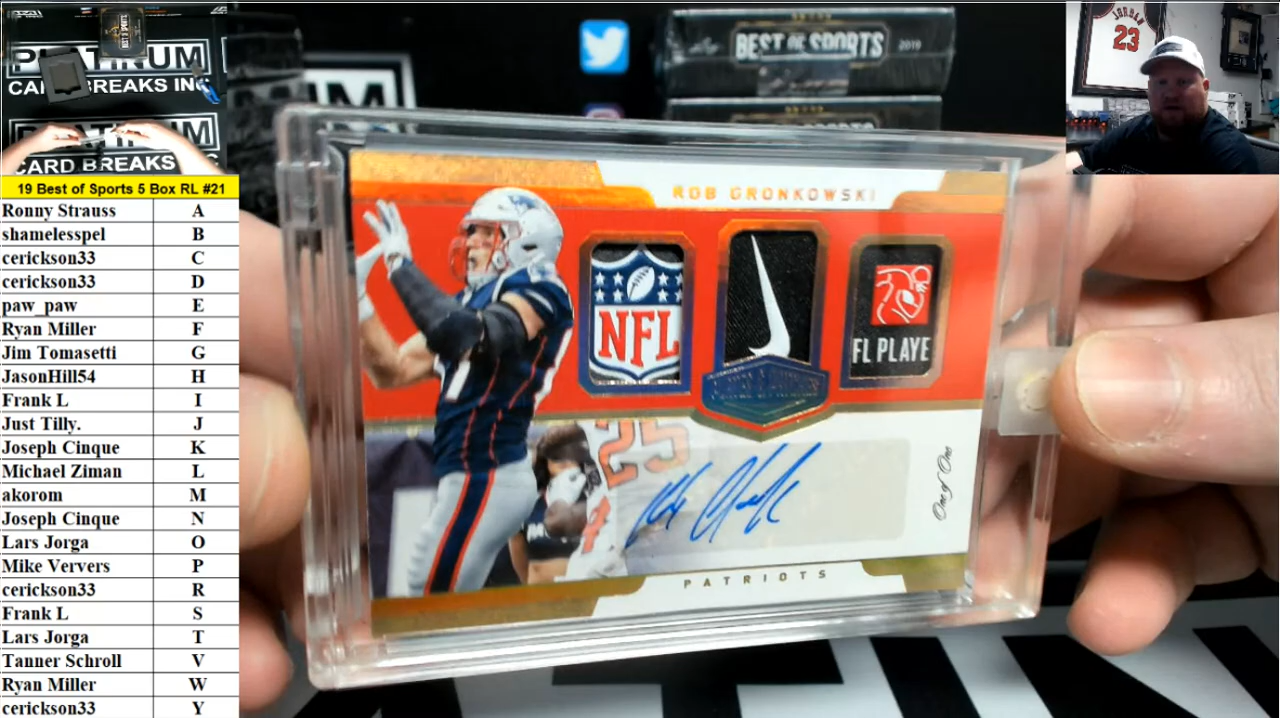 PLATINUM
CARD BREAKS INC
PLATINUM
CARD BREAKS
19 Best of Sports 5 Box RL #21
Ronny Strauss A
shamelesspel B
cerickson33 C
cerickson33 D
paw_paw E
Ryan Miller F
Jim Tomasetti G
JasonHill54 H
Frank L I
Just Tilly. J
Joseph Cinque K
Michael Ziman L
akorom M
Joseph Cinque N
Lars Jorga O
Mike Ververs P
cerickson33 R
Frank L S
Lars Jorga T
Tanner Schroll V
Ryan Miller W
cerickson33 Y
BEST OF SPORTS 2019
JORDAN
23
ROB GRONKOWSKI
NFL
FL PLAYE
25
One of One
PATRIOTS